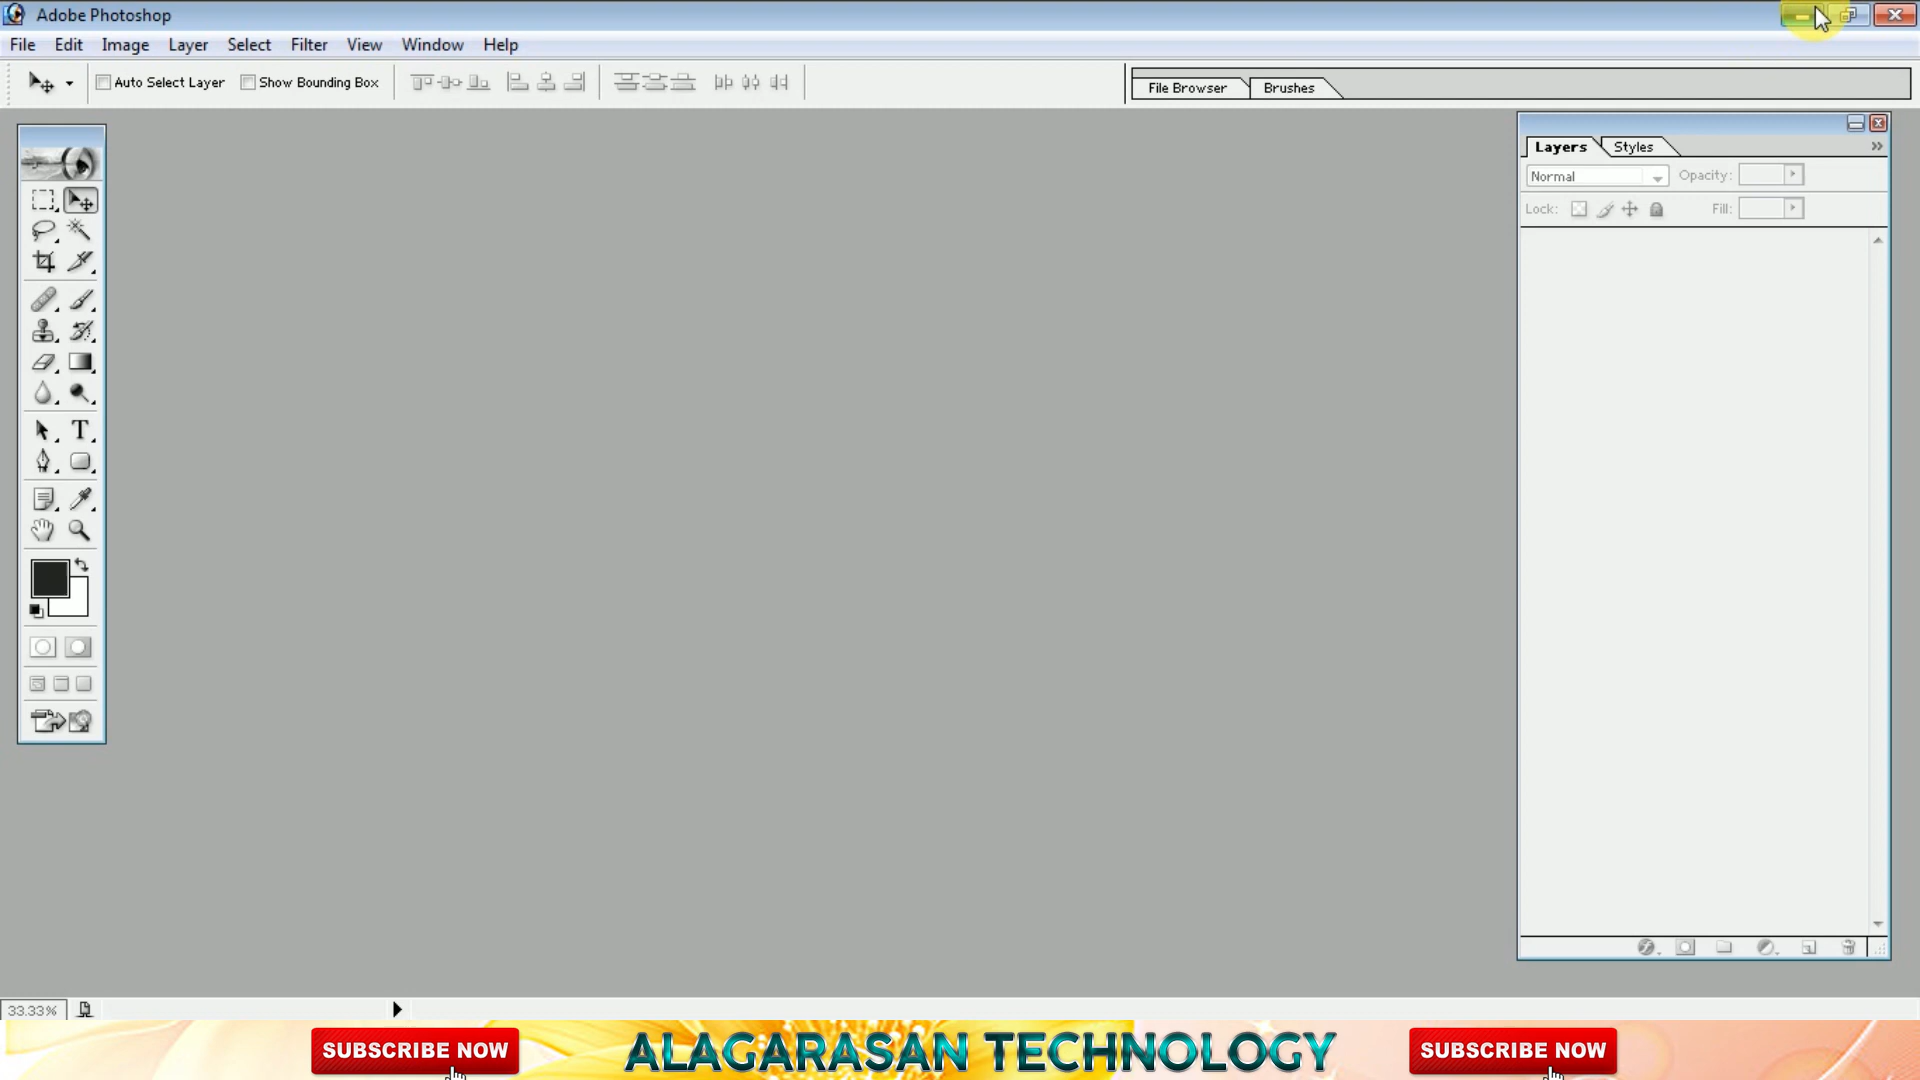 Adobe Photoshop
File Edit Image Layer Select Filter View Window Help
Auto Select Layer Show Bounding Box File Browser Brushes
Layers Styles
Normal Opacity:
Lock: Fill:
T
33.33%
SUBSCRIBE NOW ALAGARASAN TECHNOLOGY SUBSCRIBE NOW